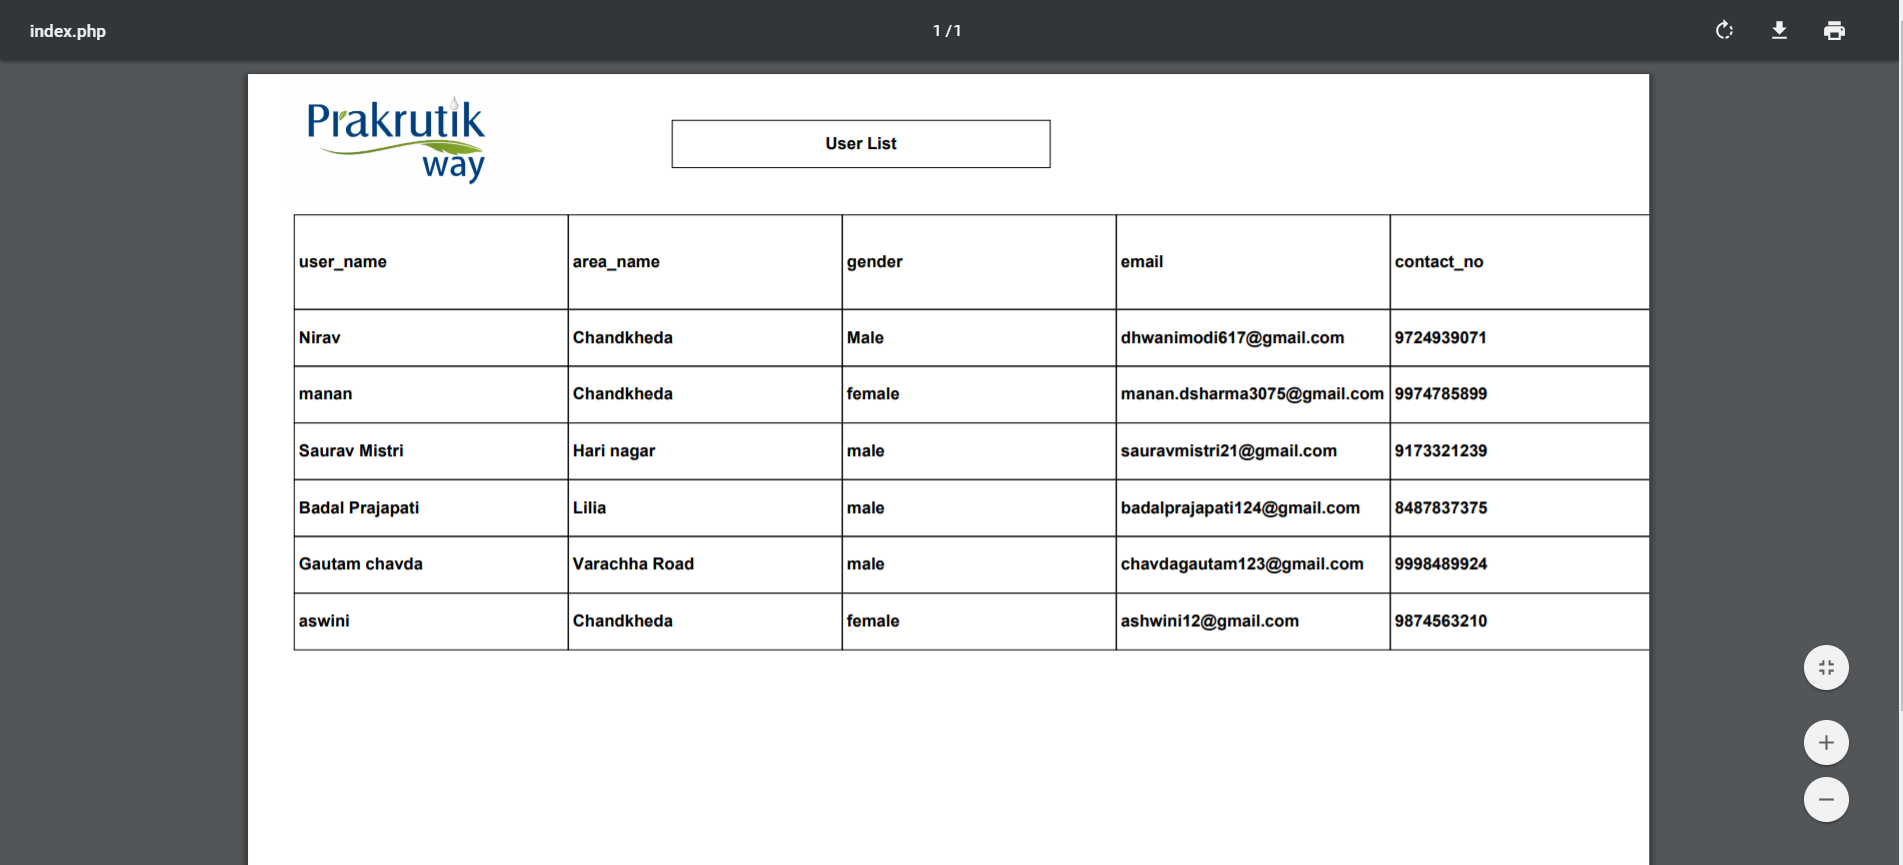 index.php
1 / 1
Prakrutik
way
User List
user_name area_name gender email contact_no
Nirav Chandkheda Male dhwanimodi617@gmail.com 9724939071
manan Chandkheda female manan.dsharma3075@gmail.com 9974785899
Saurav Mistri Hari nagar male sauravmistri21@gmail.com 9173321239
Badal Prajapati Lilia male badalprajapati124@gmail.com 8487837375
Gautam chavda Varachha Road male chavdagautam123@gmail.com 9998489924
aswini Chandkheda female ashwini12@gmail.com 9874563210